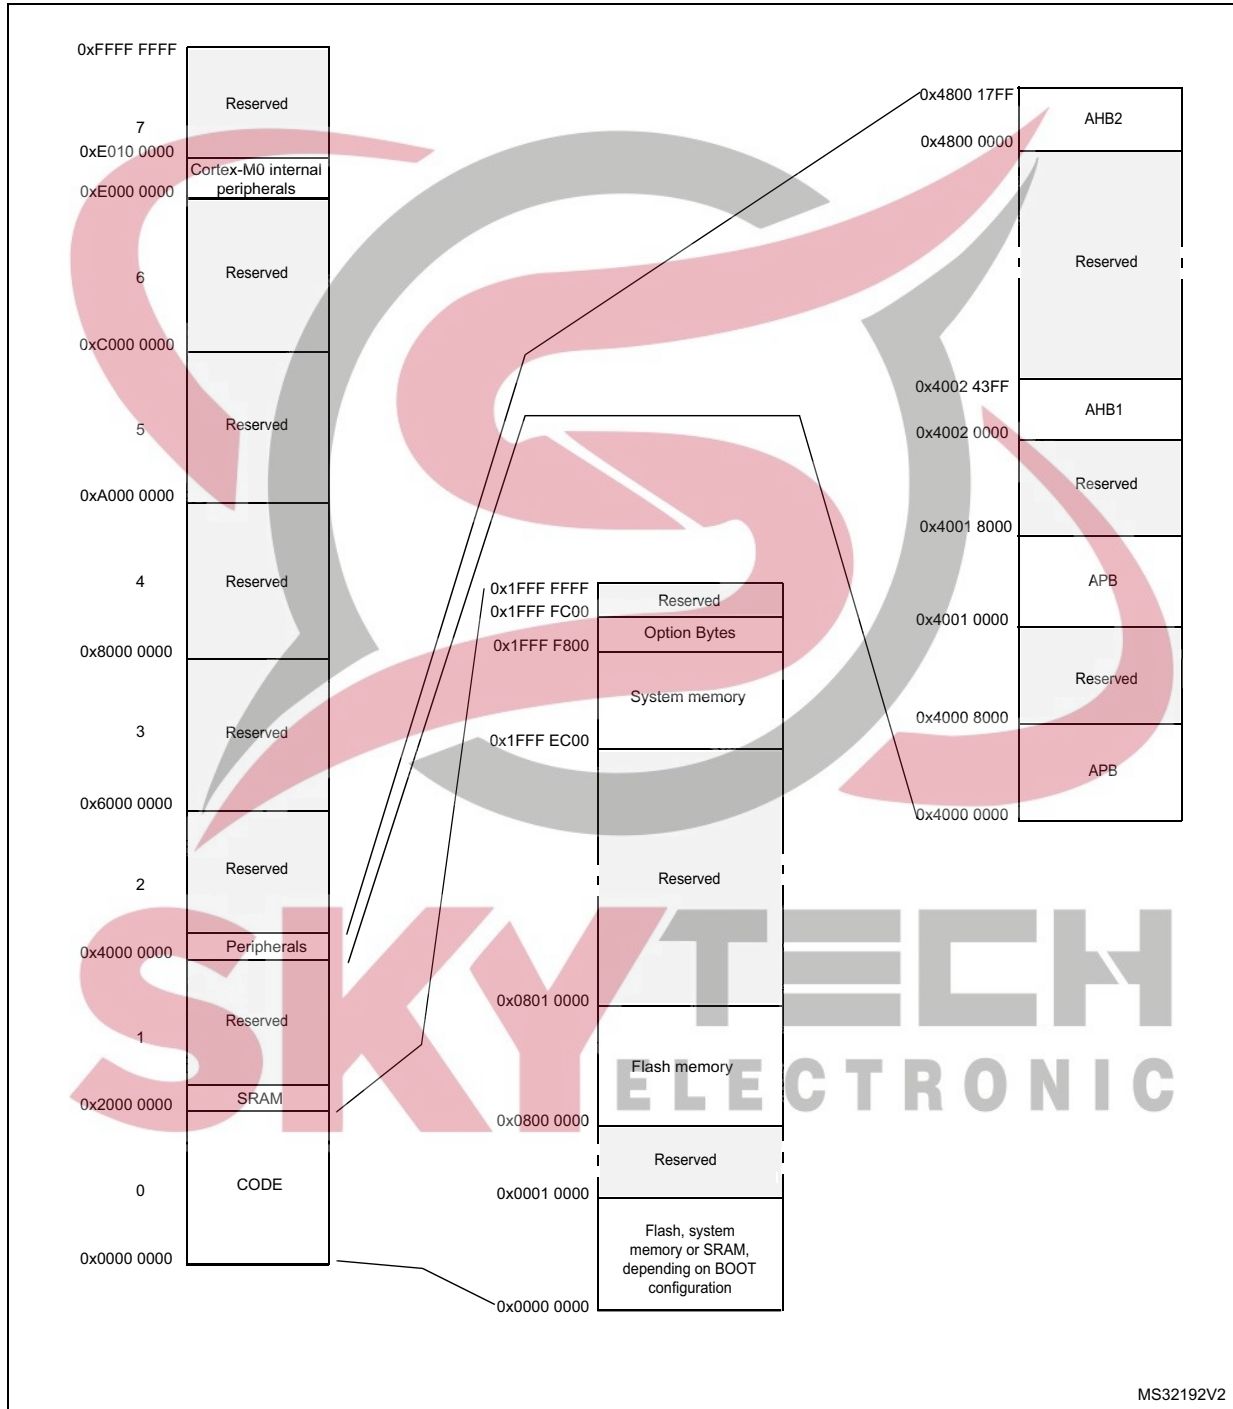 0xFFFF FFFF
Reserved
7
0xE010 0000
Cortex-M0 internal
peripherals
0xE000 0000
Reserved
6
0xC000 0000
Reserved
5
0xA000 0000
Reserved
4
0x8000 0000
Reserved
3
0x6000 0000
Reserved
2
Peripherals
0x4000 0000
Reserved
1
SRAM
0x2000 0000
CODE
0
0x0000 0000
0x1FFF FFFF
Reserved
0x1FFF FC00
Option Bytes
0x1FFF F800
System memory
0x1FFF EC00
Reserved
0x0801 0000
Flash memory
0x0800 0000
Reserved
0x0001 0000
Flash, system
memory or SRAM,
depending on BOOT
configuration
0x0000 0000
0x4800 17FF
AHB2
0x4800 0000
Reserved
0x4002 43FF
AHB1
0x4002 0000
Reserved
0x4001 8000
APB
0x4001 0000
Reserved
0x4000 8000
APB
0x4000 0000
SKYTECH
ELECTRONIC
MS32192V2